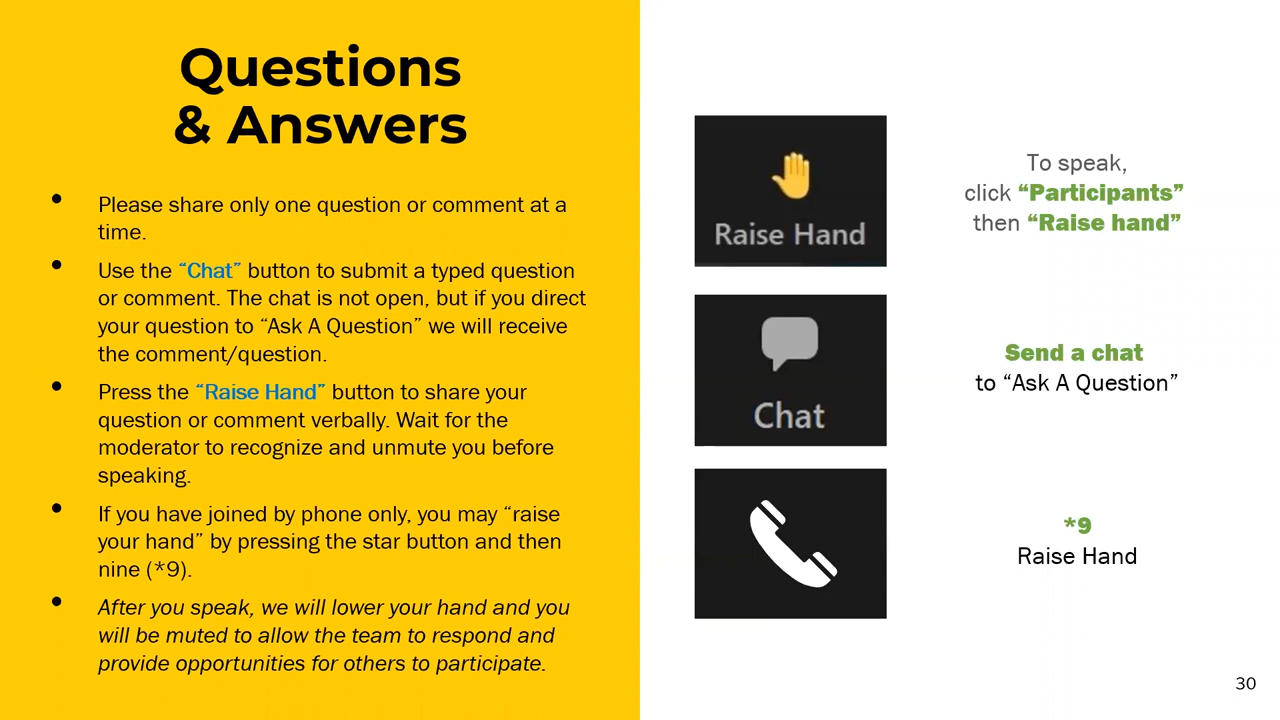 Questions
& Answers
• Please share only one question or comment at a
time.
• Use the “Chat” button to submit a typed question
or comment. The chat is not open, but if you direct
your question to “Ask A Question” we will receive
the comment/question.
• Press the “Raise Hand” button to share your
question or comment verbally. Wait for the
moderator to recognize and unmute you before
speaking.
• If you have joined by phone only, you may “raise
your hand” by pressing the star button and then
nine (*9).
• After you speak, we will lower your hand and you
will be muted to allow the team to respond and
provide opportunities for others to participate.
Raise Hand
To speak,
click “Participants”
then “Raise hand”
Chat
Send a chat
to “Ask A Question”
*9
Raise Hand
30